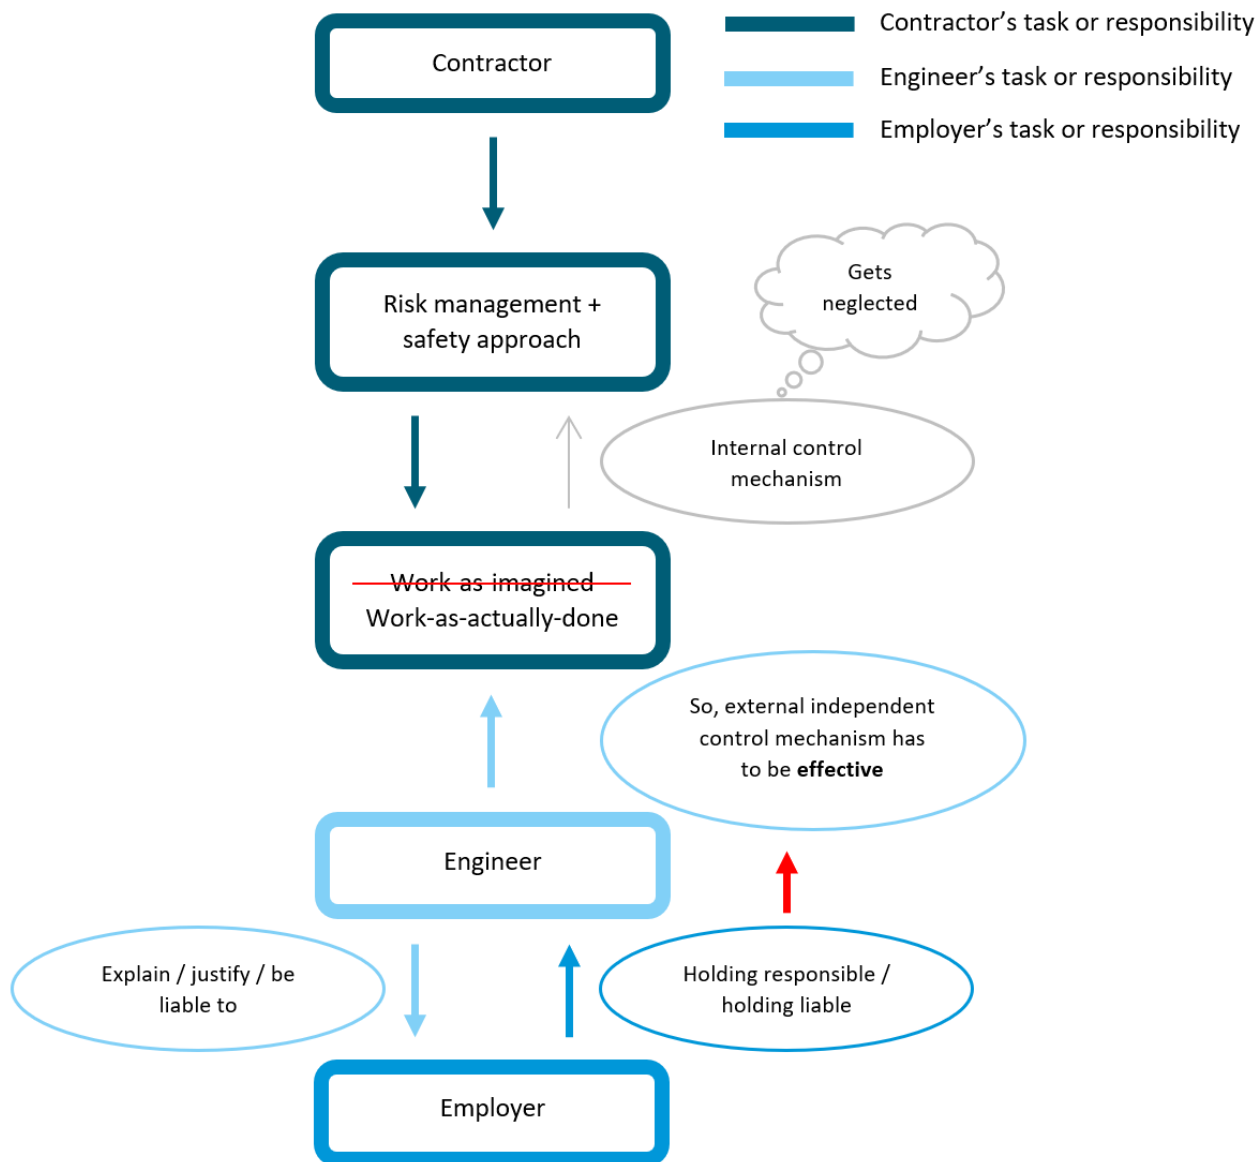 Contractor
Contractor’s task or responsibility
Engineer’s task or responsibility
Employer’s task or responsibility
Risk management +
safety approach
Gets
neglected
Internal control
mechanism
Work as imagined
Work-as-actually-done
So, external independent
control mechanism has
to be effective
Engineer
Explain / justify / be
liable to
Holding responsible /
holding liable
Employer